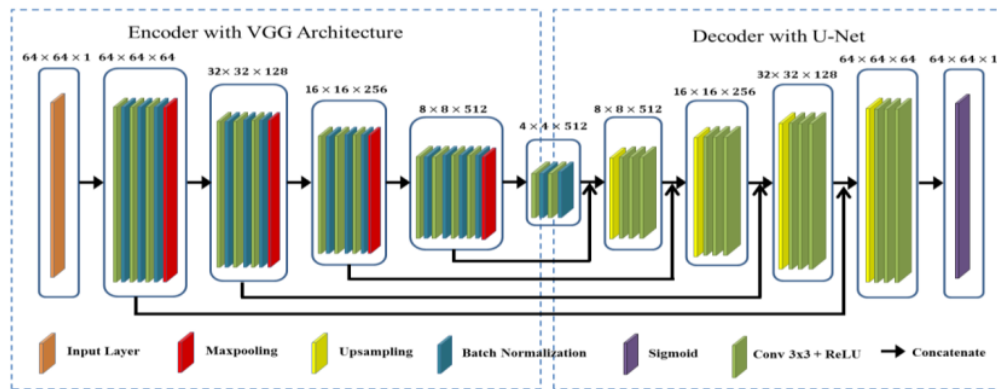 Encoder with VGG Architecture
Decoder with U-Net
64 × 64 × 1
64 × 64 × 64
32× 32 × 128
16 × 16 × 256
8 × 8 × 512
4 × 4 × 512
8 × 8 × 512
16 × 16 × 256
32× 32 × 128
64 × 64 × 64
64 × 64 × 1
Input Layer
Maxpooling
Upsampling
Batch Normalization
Sigmoid
Conv 3x3 + ReLU
Concatenate